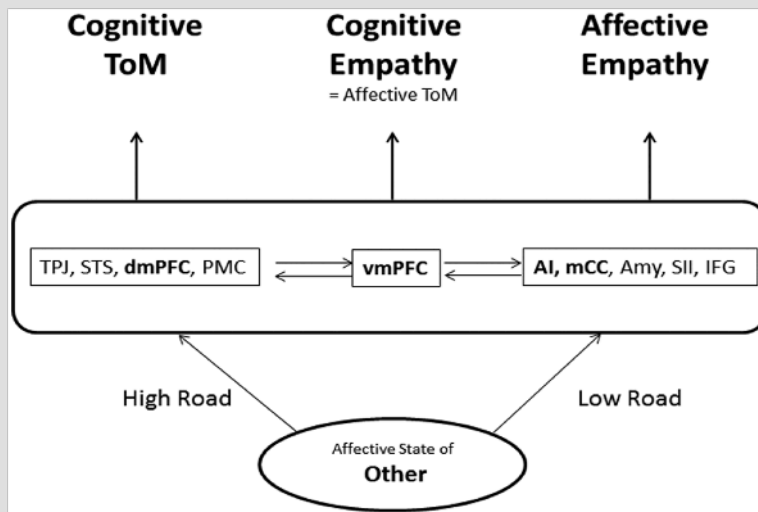 Cognitive
ToM
Cognitive
Empathy
= Affective ToM
Affective
Empathy
TPJ, STS, dmPFC, PMC
vmPFC
AI, mCC, Amy, SII, IFG
High Road
Low Road
Affective State of
Other